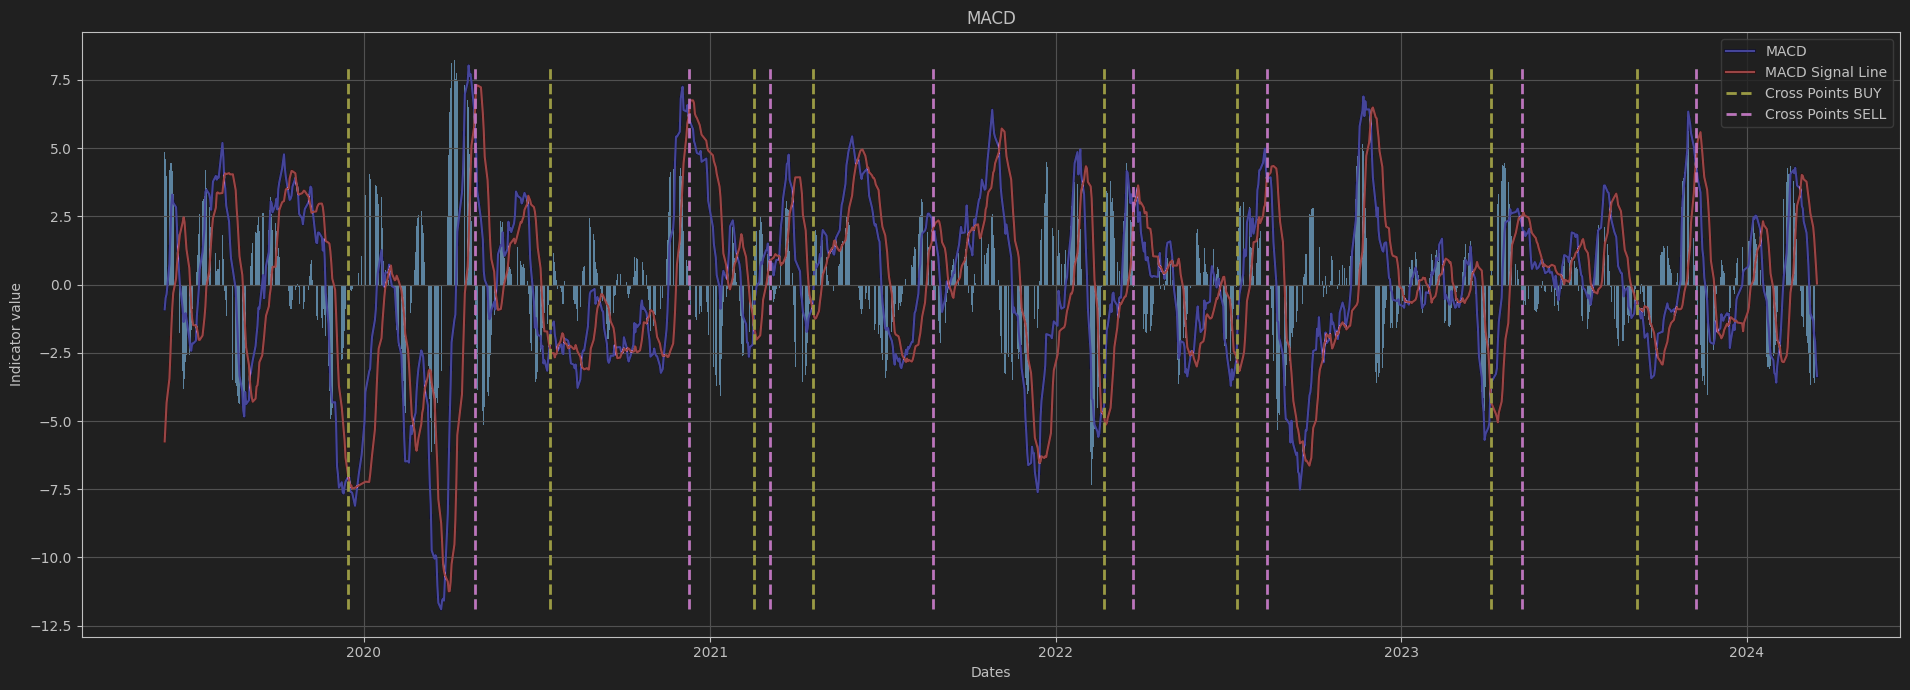 MACD
MACD
MACD Signal Line
Cross Points BUY
Cross Points SELL
Indicator value
7.5
5.0
2.5
0.0
−2.5
−5.0
−7.5
−10.0
−12.5
2020
2021
2022
2023
2024
Dates